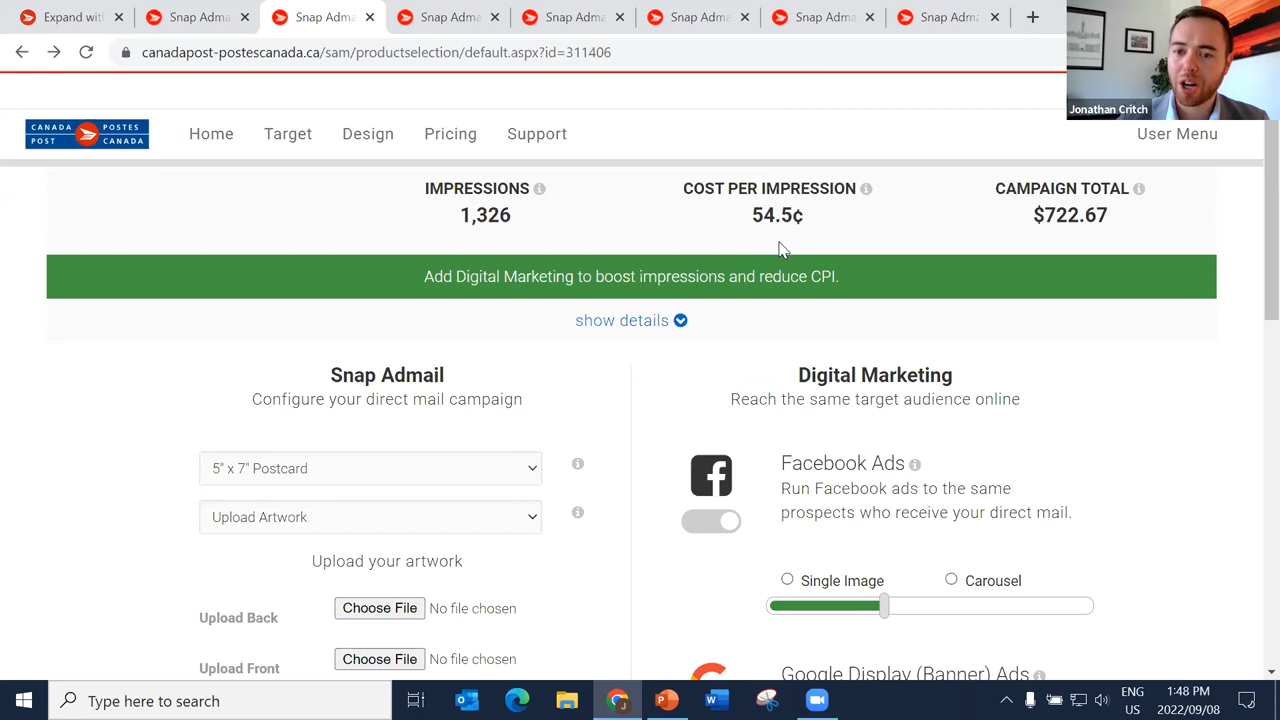 Expand with
Snap Adma
Snap Adma
Snap Adma
Snap Adma
Snap Adma
Snap Adma
Snap Adma
canadapost-postescanada.ca/sam/productselection/default.aspx?id=311406
Jonathan Critch
CANADA POSTES
POST CANADA
Home
Target
Design
Pricing
Support
User Menu
IMPRESSIONS
COST PER IMPRESSION
CAMPAIGN TOTAL
1,326
54.5¢
$722.67
Add Digital Marketing to boost impressions and reduce CPI.
show details
Snap Admail
Configure your direct mail campaign
5" x 7" Postcard
Upload Artwork
Upload your artwork
Upload Back
Choose File No file chosen
Upload Front
Choose File No file chosen
Digital Marketing
Reach the same target audience online
Facebook Ads
Run Facebook ads to the same
prospects who receive your direct mail.
Single Image
Carousel
Google Display (Banner) Ads
Type here to search
ENG
US
1:48 PM
2022/09/08